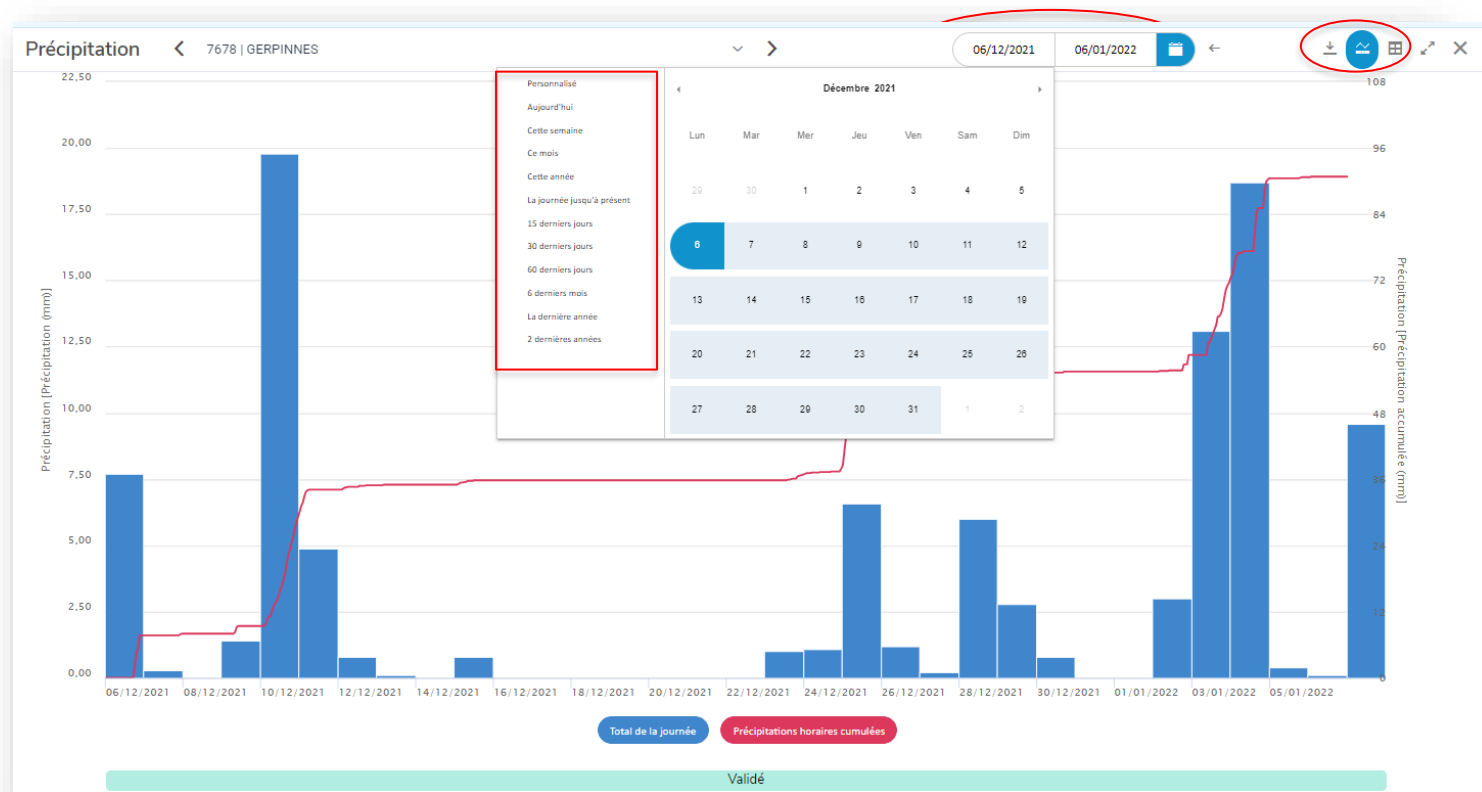 Précipitation
7678 | GERPINNES
06/12/2021
06/01/2022
Personnalisé
Aujourd'hui
Cette semaine
Ce mois
Cette année
La journée jusqu'à présent
15 derniers jours
30 derniers jours
60 derniers jours
6 derniers mois
La dernière année
2 dernières années
Décembre 2021
Lun Mar Mer Jeu Ven Sam Dim
29 30 1 2 3 4 5
6 7 8 9 10 11 12
13 14 15 16 17 18 19
20 21 22 23 24 25 26
27 28 29 30 31 1 2
Précipitation [Précipitation (mm)]
22,50
20,00
17,50
15,00
12,50
10,00
7,50
5,00
2,50
0,00
108
96
84
72
60
48
36
24
12
0
Précipitation [Précipitation accumulée (mm)]
06/12/2021 08/12/2021 10/12/2021 12/12/2021 14/12/2021 16/12/2021 18/12/2021 20/12/2021 22/12/2021 24/12/2021 26/12/2021 28/12/2021 30/12/2021 01/01/2022 03/01/2022 05/01/2022
Total de la journée
Précipitations horaires cumulées
Validé